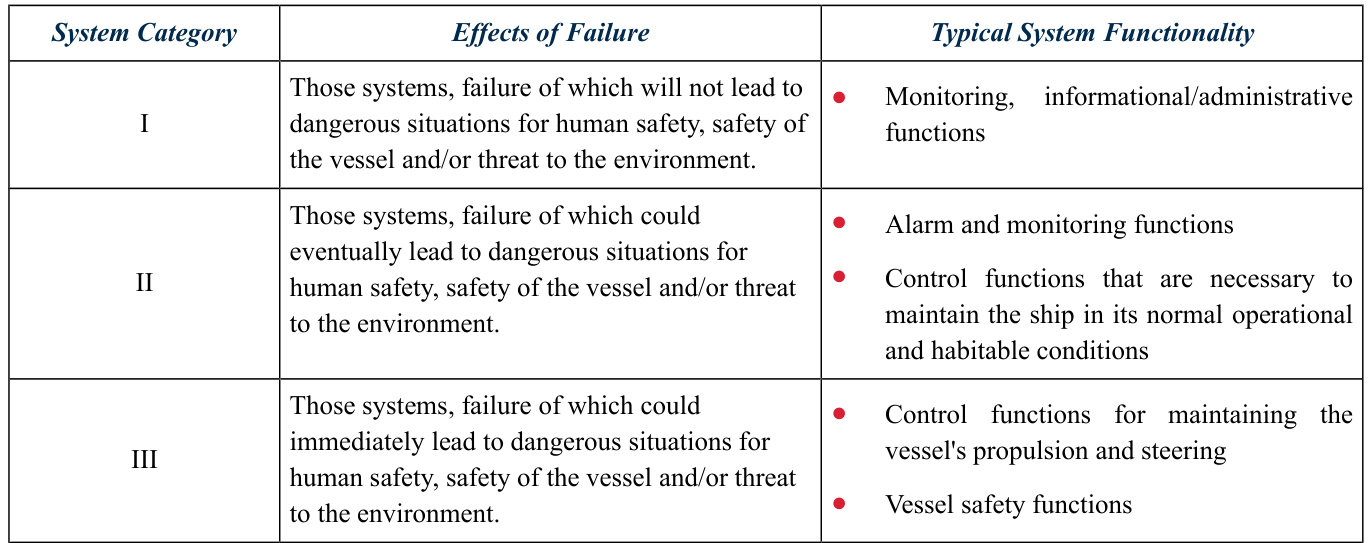 System Category Effects of Failure Typical System Functionality
I
Those systems, failure of which will not lead to
dangerous situations for human safety, safety of
the vessel and/or threat to the environment.
● Monitoring, informational/administrative
functions
II
Those systems, failure of which could
eventually lead to dangerous situations for
human safety, safety of the vessel and/or threat
to the environment.
● Alarm and monitoring functions
● Control functions that are necessary to
maintain the ship in its normal operational
and habitable conditions
III
Those systems, failure of which could
immediately lead to dangerous situations for
human safety, safety of the vessel and/or threat
to the environment.
● Control functions for maintaining the
vessel's propulsion and steering
● Vessel safety functions